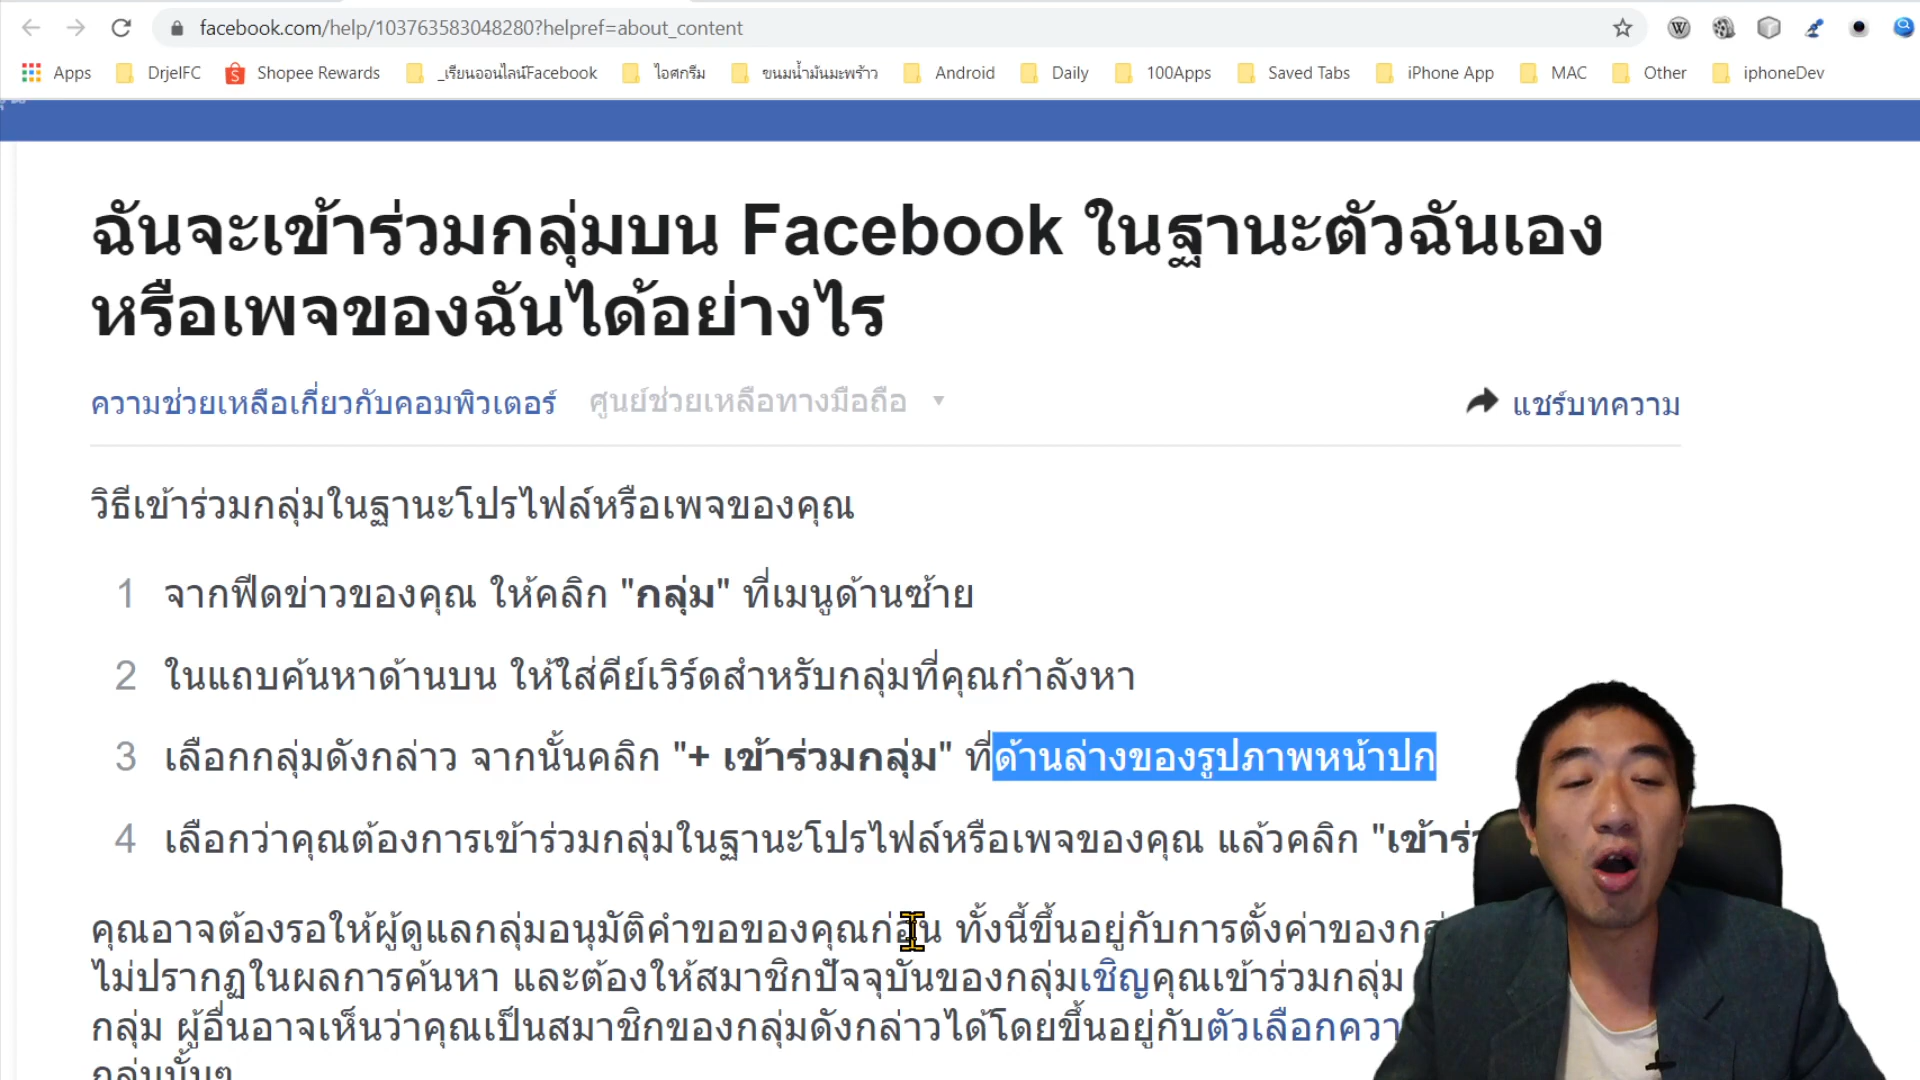 facebook.com/help/103763583048280?helpref=about_content
Apps DrjelFC Shopee Rewards _เรียนออนไลน์Facebook ไอศกรีม ขนมน้ำมันมะพร้าว Android Daily 100Apps Saved Tabs iPhone App MAC Other iphoneDev
ฉันจะเข้าร่วมกลุ่มบน Facebook ในฐานะตัวฉันเอง
หรือเพจของฉันได้อย่างไร
ความช่วยเหลือเกี่ยวกับคอมพิวเตอร์ ศูนย์ช่วยเหลือทางมือถือ แชร์บทความ
วิธีเข้าร่วมกลุ่มในฐานะโปรไฟล์หรือเพจของคุณ
1 จากฟีดข่าวของคุณ ให้คลิก "กลุ่ม" ที่เมนูด้านซ้าย
2 ในแถบค้นหาด้านบน ให้ใส่คีย์เวิร์ดสำหรับกลุ่มที่คุณกำลังหา
3 เลือกกลุ่มดังกล่าว จากนั้นคลิก "+ เข้าร่วมกลุ่ม" ที่ด้านล่างของรูปภาพหน้าปก
4 เลือกว่าคุณต้องการเข้าร่วมกลุ่มในฐานะโปรไฟล์หรือเพจของคุณ แล้วคลิก "เข้าร่
คุณอาจต้องรอให้ผู้ดูแลกลุ่มอนุมัติคำขอของคุณก่อน ทั้งนี้ขึ้นอยู่กับการตั้งค่าของ
ไม่ปรากฏในผลการค้นหา และต้องให้สมาชิกปัจจุบันของกลุ่มเชิญคุณเข้าร่วมกลุ่ม
กลุ่ม ผู้อื่นอาจเห็นว่าคุณเป็นสมาชิกของกลุ่มดังกล่าวได้โดยขึ้นอยู่กับตัวเลือกควา
กลุ่มนั้นๆ